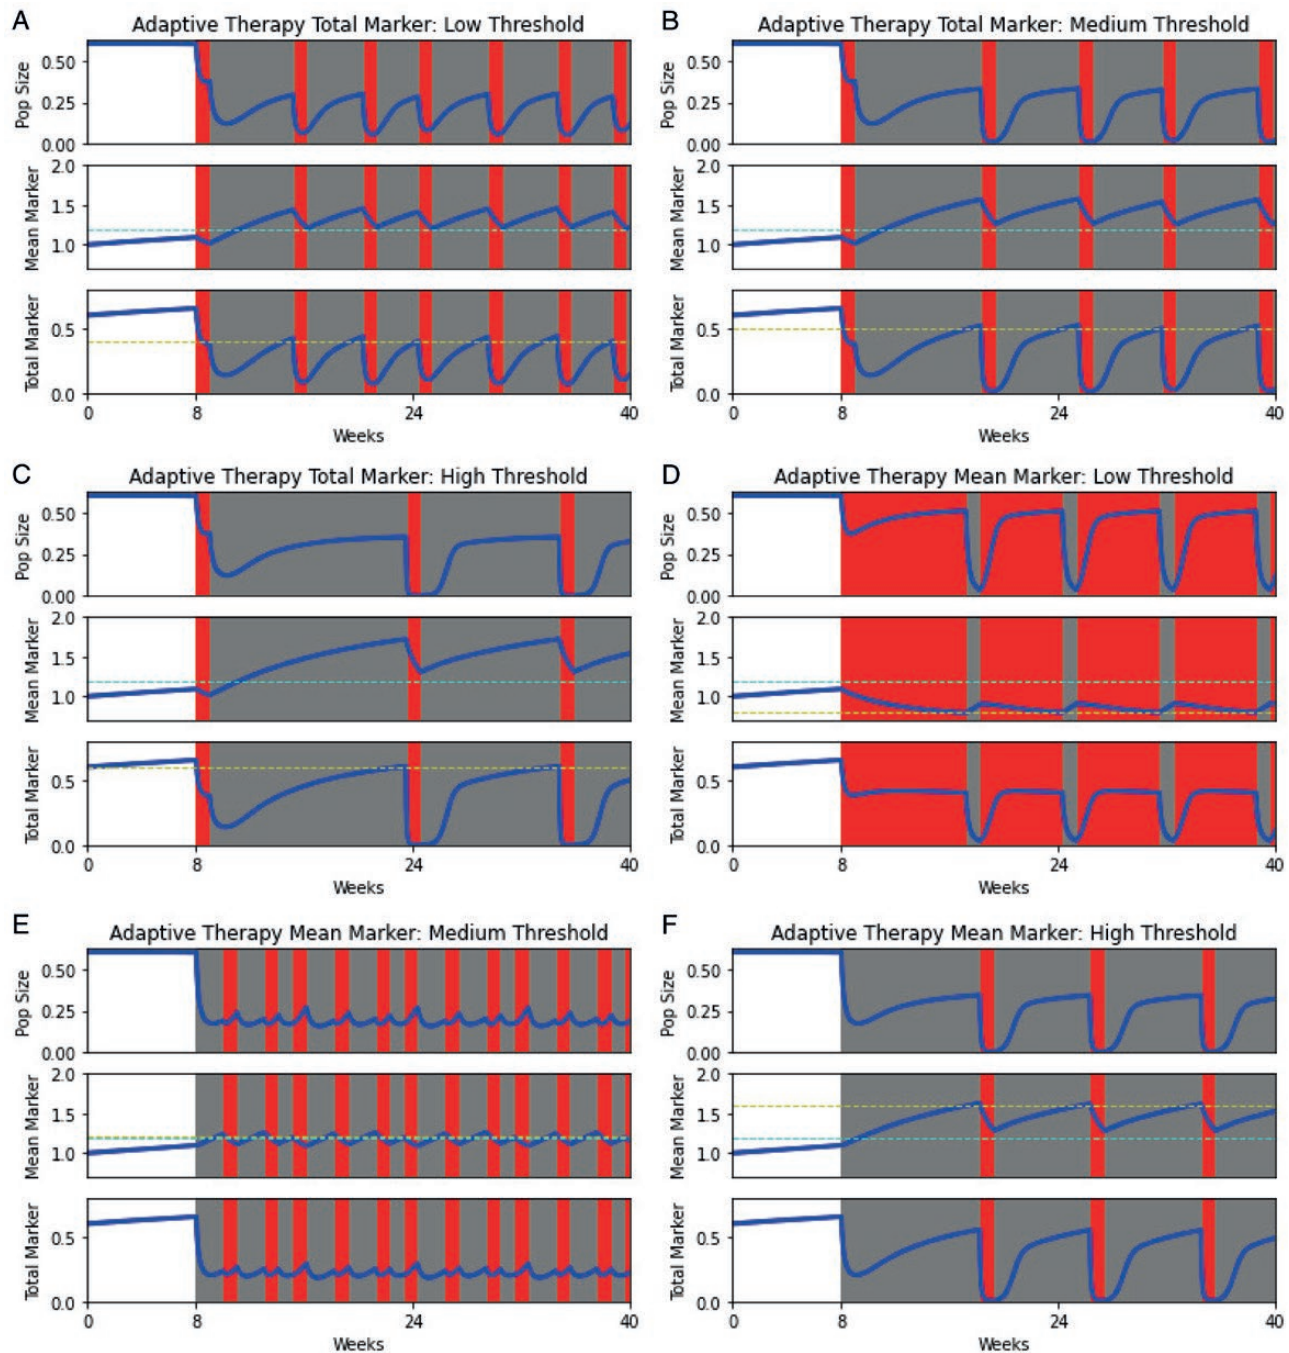 A
Adaptive Therapy Total Marker: Low Threshold
Pop Size
0.50
0.25
0.00
Mean Marker
2.0
1.5
1.0
Total Marker
0.5
0.0
0 8 24 40
Weeks
B
Adaptive Therapy Total Marker: Medium Threshold
Pop Size
0.50
0.25
0.00
Mean Marker
2.0
1.5
1.0
Total Marker
0.5
0.0
0 8 24 40
Weeks
C
Adaptive Therapy Total Marker: High Threshold
Pop Size
0.50
0.25
0.00
Mean Marker
2.0
1.5
1.0
Total Marker
0.5
0.0
0 8 24 40
Weeks
D
Adaptive Therapy Mean Marker: Low Threshold
Pop Size
0.50
0.25
0.00
Mean Marker
2.0
1.5
1.0
Total Marker
0.5
0.0
0 8 24 40
Weeks
E
Adaptive Therapy Mean Marker: Medium Threshold
Pop Size
0.50
0.25
0.00
Mean Marker
2.0
1.5
1.0
Total Marker
0.5
0.0
0 8 24 40
Weeks
F
Adaptive Therapy Mean Marker: High Threshold
Pop Size
0.50
0.25
0.00
Mean Marker
2.0
1.5
1.0
Total Marker
0.5
0.0
0 8 24 40
Weeks